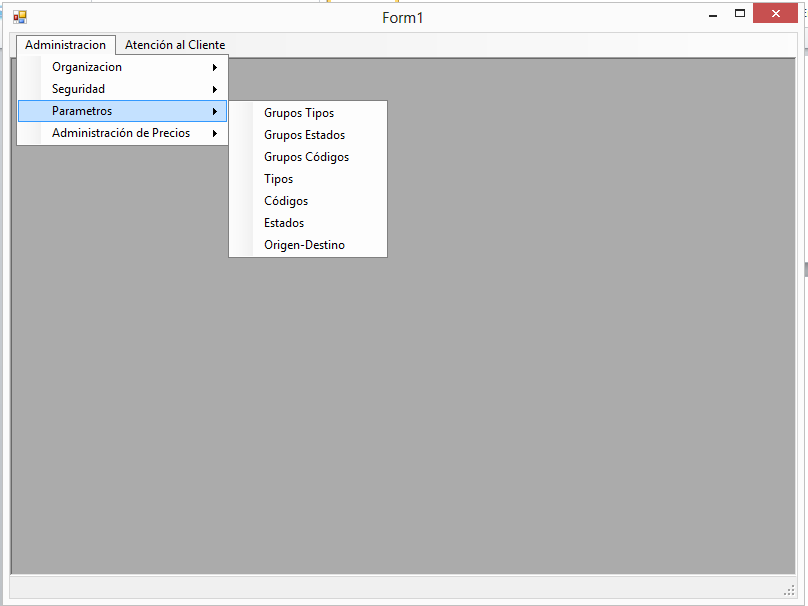 Form1
Administracion Atención al Cliente
Organizacion
Seguridad
Parametros
Administración de Precios
Grupos Tipos
Grupos Estados
Grupos Códigos
Tipos
Códigos
Estados
Origen-Destino